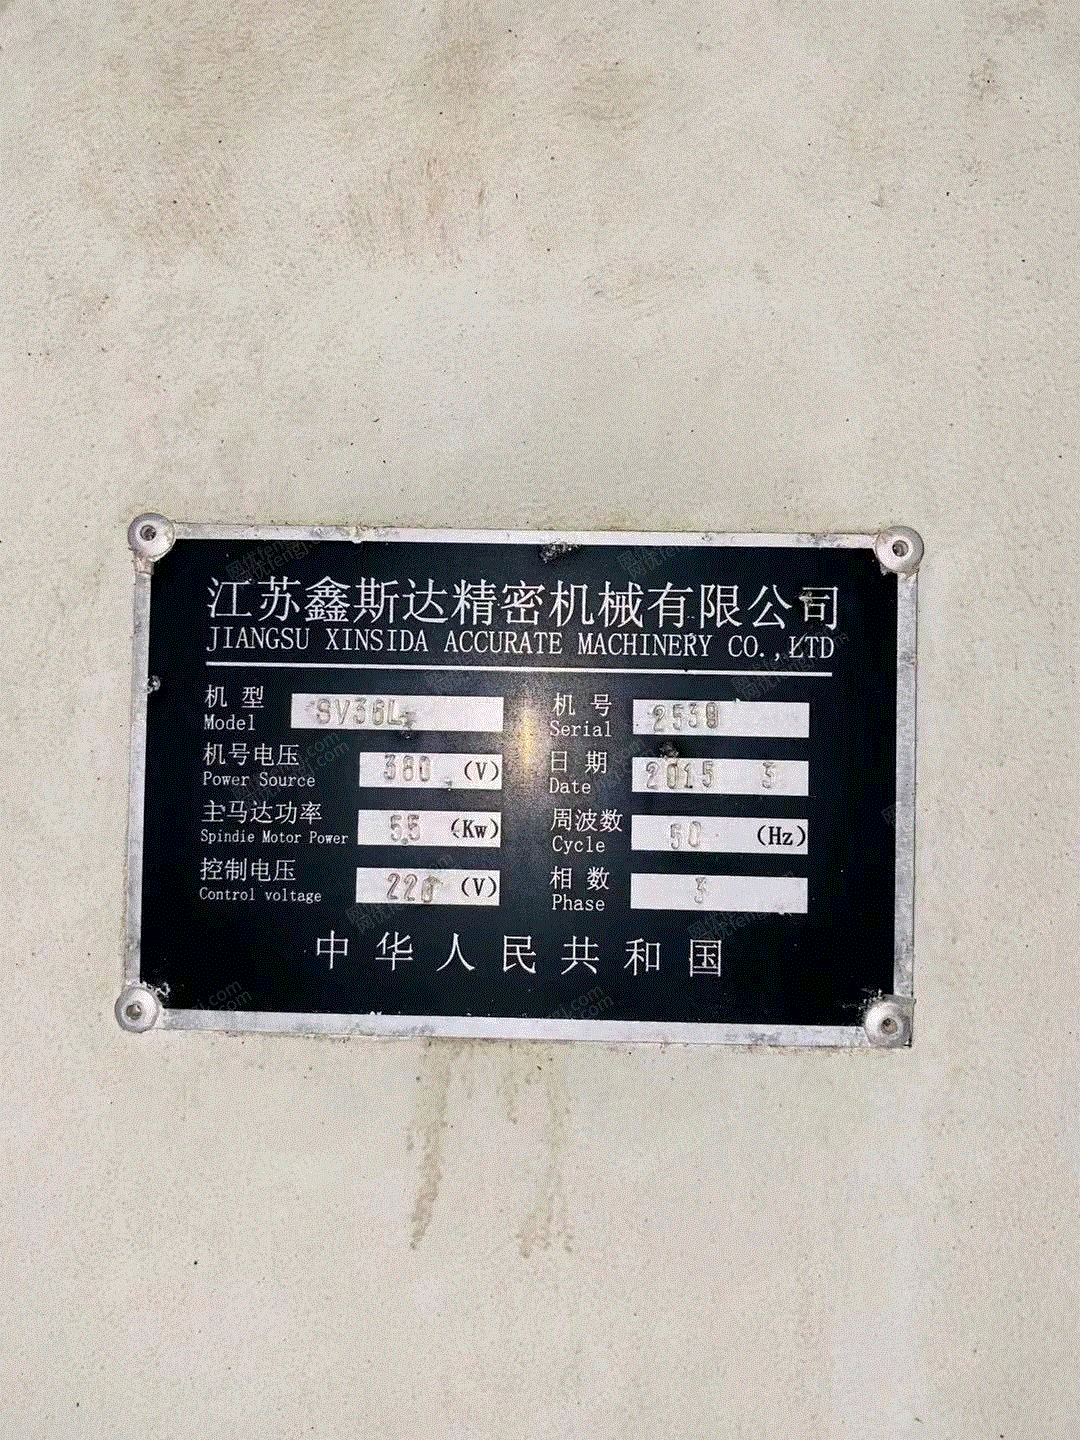 江苏鑫斯达精密机械有限公司
JIANGSU XINSIDA ACCURATE MACHINERY CO.,LTD
机型 SV36L 机号
Model Serial
机号电压 380 (V) 日期 2015 3
Power Source Date
主马达功率 5.5 (Kw) 周波数 50 (Hz)
Spindie Motor Power Cycle
控制电压 220 (V) 相数 3
Control voltage Phase
中华人民共和国